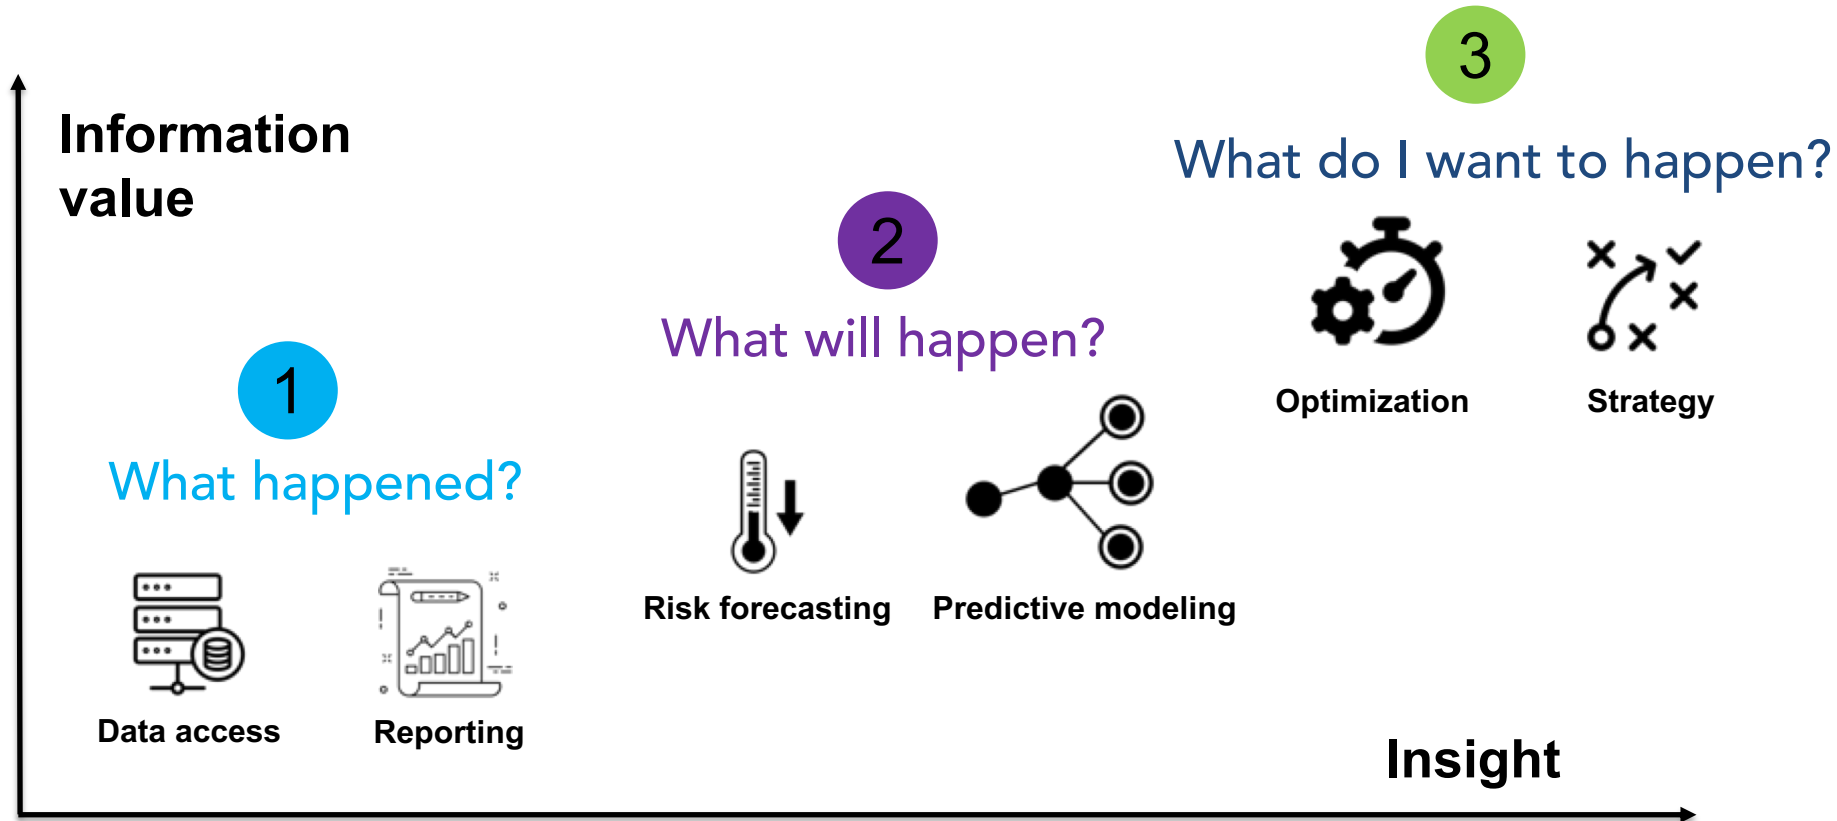 Information
value
1
What happened?
Data access
Reporting
2
What will happen?
Risk forecasting
Predictive modeling
3
What do I want to happen?
Optimization
Strategy
Insight